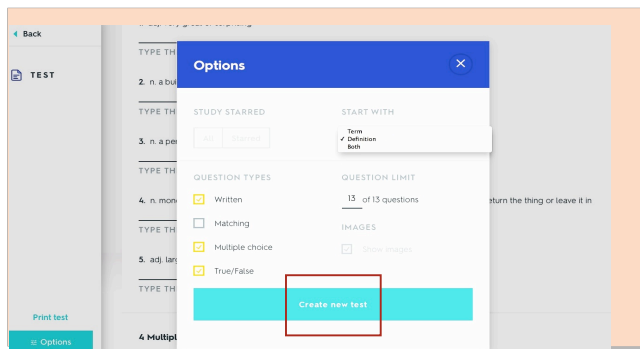 Back
TEST
TYPE TH
2. n. a bui
TYPE TH
3. n. a per
TYPE TH
4. n. mon
eturn the thing or leave it in
TYPE TH
5. adj. larg
TYPE TH
4 Multipl
Print test
Options
Options
STUDY STARRED
All Starred
START WITH
Term
✓ Definition
Both
QUESTION TYPES
Written
Matching
Multiple choice
True/False
QUESTION LIMIT
13 of 13 questions
IMAGES
Show images
Create new test